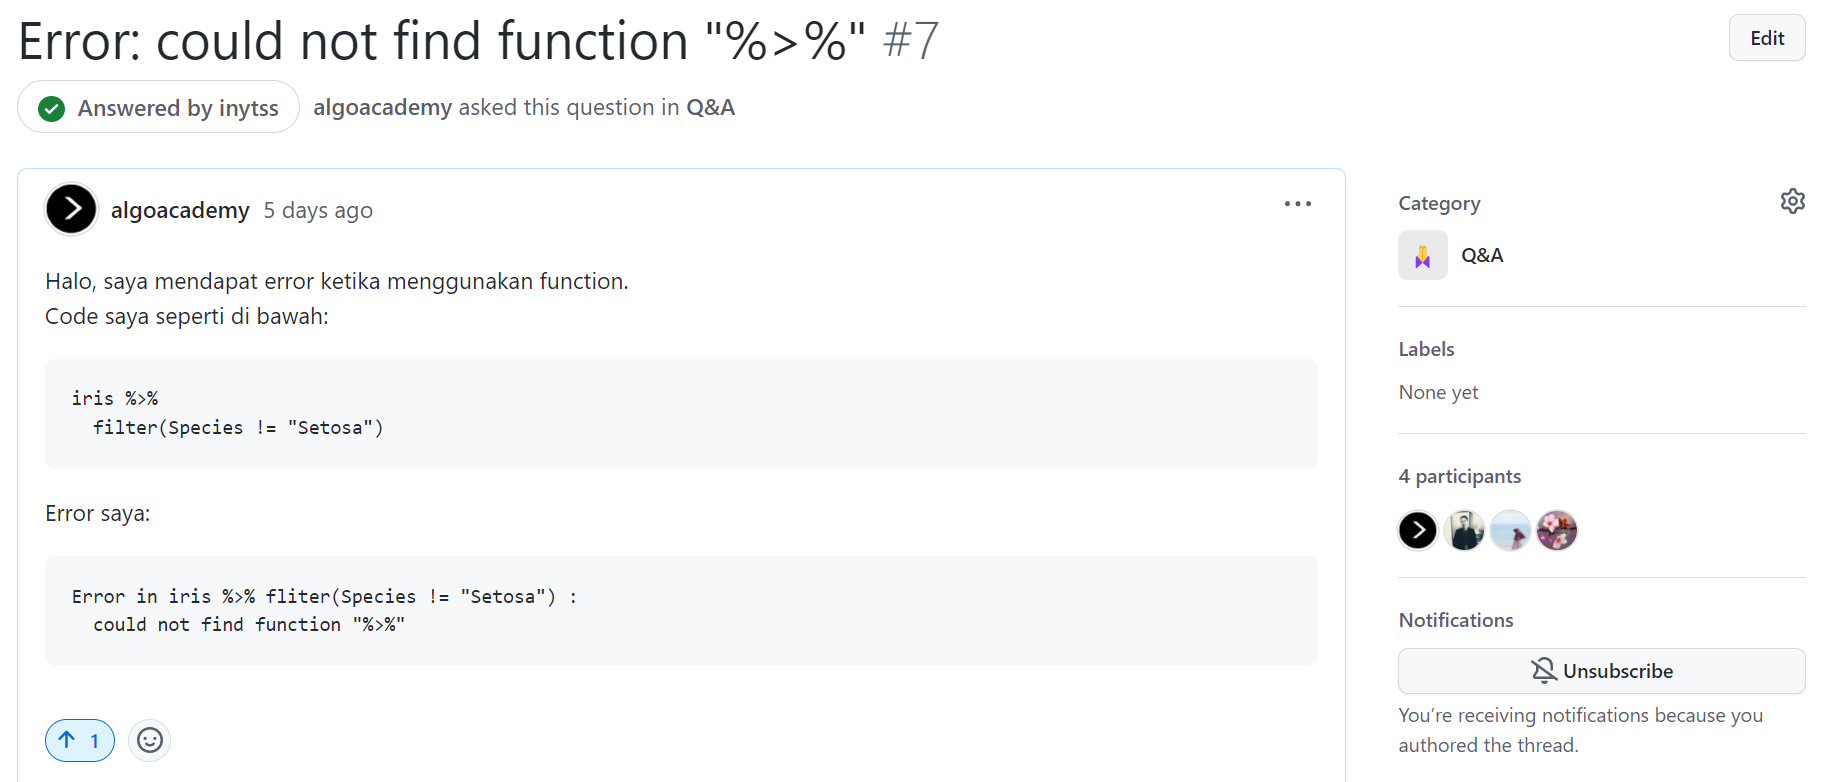 Error: could not find function "%>%" #7
Edit
Answered by inytss algoacademy asked this question in Q&A
algoacademy 5 days ago
Halo, saya mendapat error ketika menggunakan function.
Code saya seperti di bawah:
iris %>%
filter(Species != "Setosa")
Error saya:
Error in iris %>% fliter(Species != "Setosa") :
could not find function "%>%"
1
Category
Q&A
Labels
None yet
4 participants
Notifications
Unsubscribe
You’re receiving notifications because you
authored the thread.